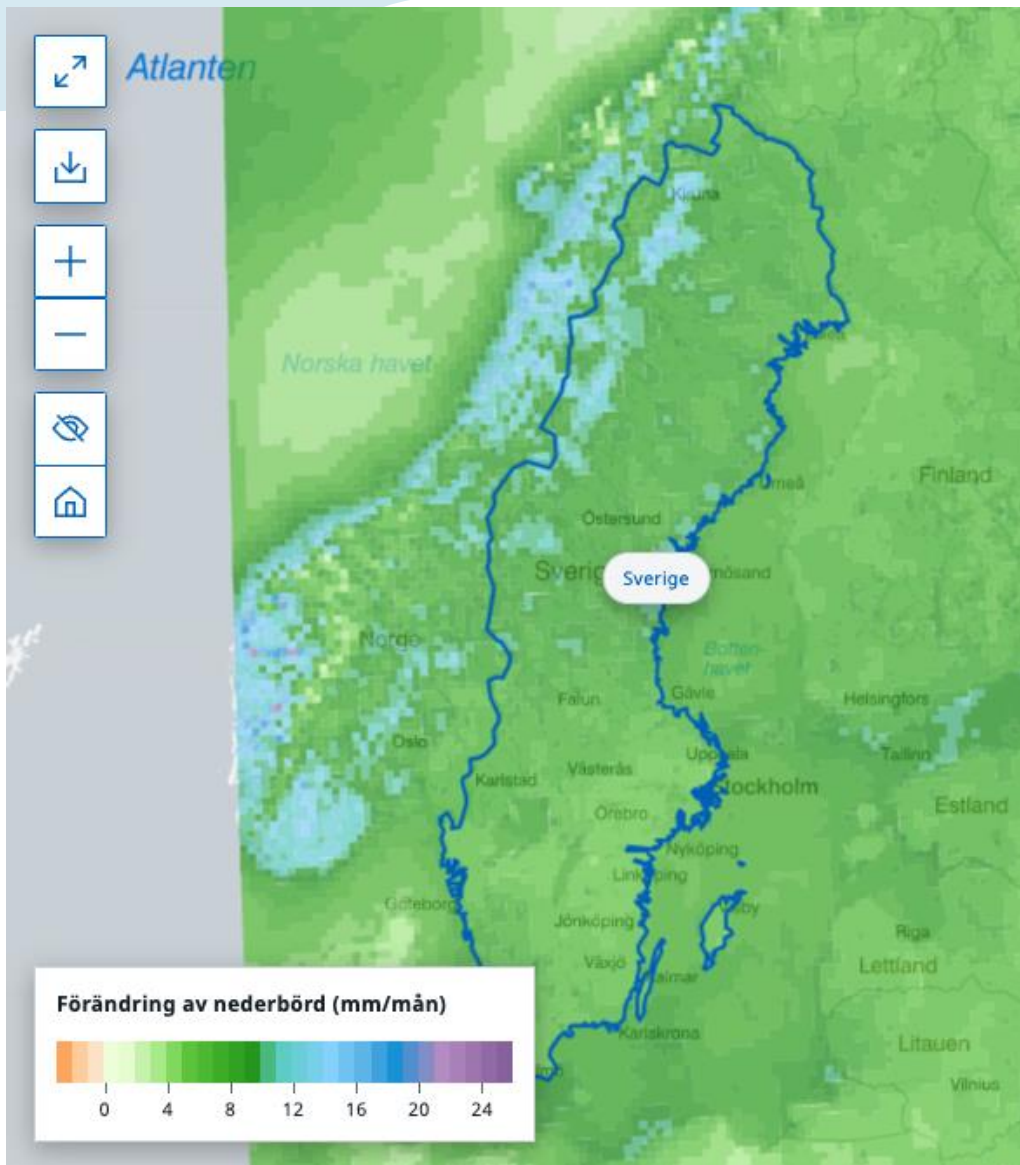 Atlanten
Kiruna
Norska havet
Finland
Umeå
Östersund
Sverige
mösand
Norge
Botten-
havet
Falun
Gävle
Helsingfors
Oslo
Uppsala
Tallinn
Karlstad
Västerås
Stockholm
Örebro
Estland
Nyköping
Linköping
Göteborg
Visby
Jönköping
Riga
Växjö
Kalmar
Lettland
Karlskrona
Litauen
Vilnius
Förändring av nederbörd (mm/mån)
0 4 8 12 16 20 24